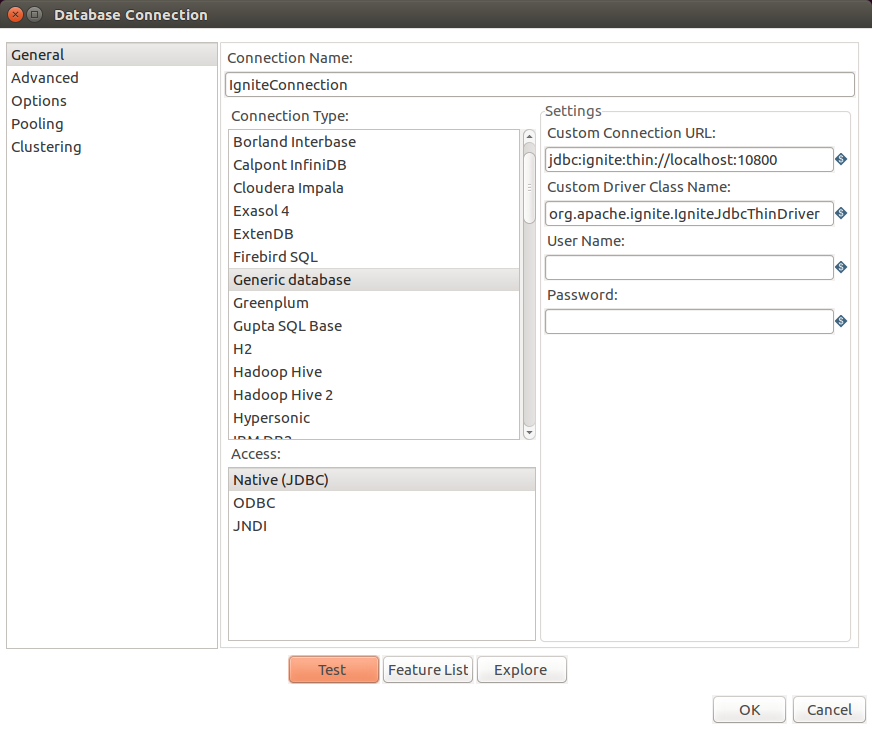 Database Connection
General
Advanced
Options
Pooling
Clustering
Connection Name:
IgniteConnection
Connection Type:
Borland Interbase
Calpont InfiniDB
Cloudera Impala
Exasol 4
ExtenDB
Firebird SQL
Generic database
Greenplum
Gupta SQL Base
H2
Hadoop Hive
Hadoop Hive 2
Hypersonic
IBM DB2
Access:
Native (JDBC)
ODBC
JNDI
Settings
Custom Connection URL:
jdbc:ignite:thin://localhost:10800
Custom Driver Class Name:
org.apache.ignite.IgniteJdbcThinDriver
User Name:
Password:
Test
Feature List
Explore
OK
Cancel